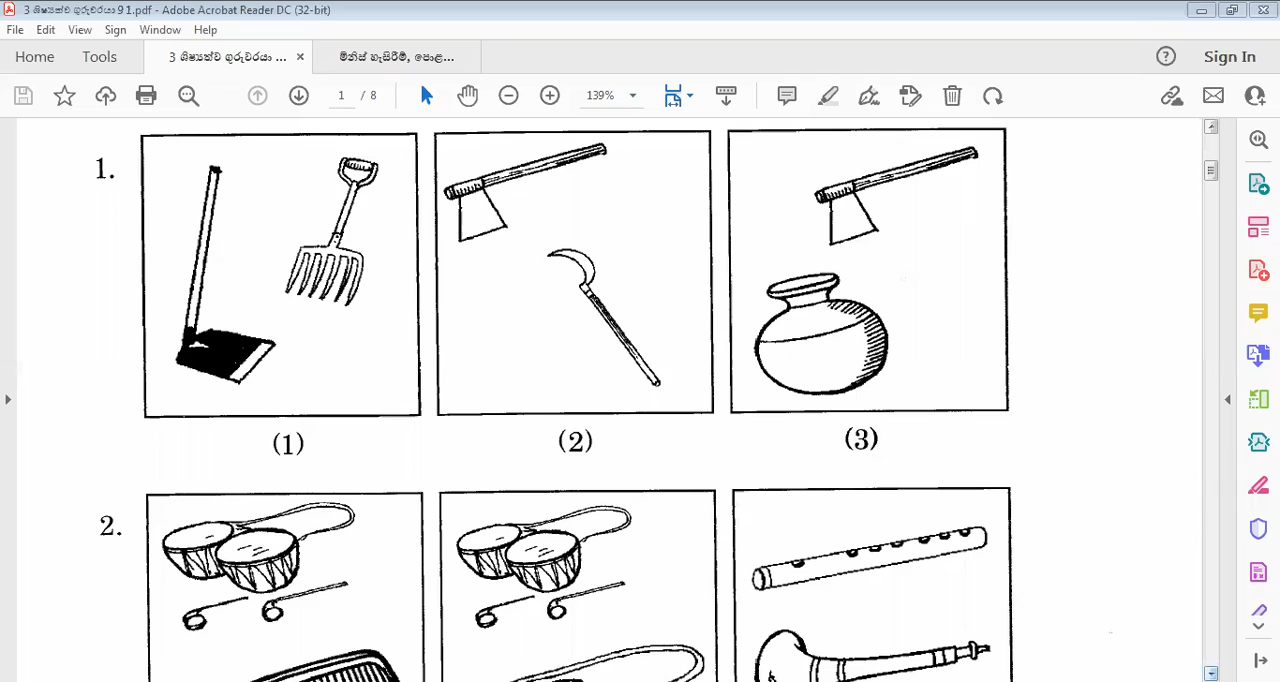 3 ශිෂ්‍යත්ව ගුරුවරයා 9 1.pdf - Adobe Acrobat Reader DC (32-bit)
File Edit View Sign Window Help
Home Tools 3 ශිෂ්‍යත්ව ගුරුවරයා ... × මිනිස් හැසිරීම්, පොළ... Sign In
1 / 8 139%
1.
(1) (2) (3)
2.